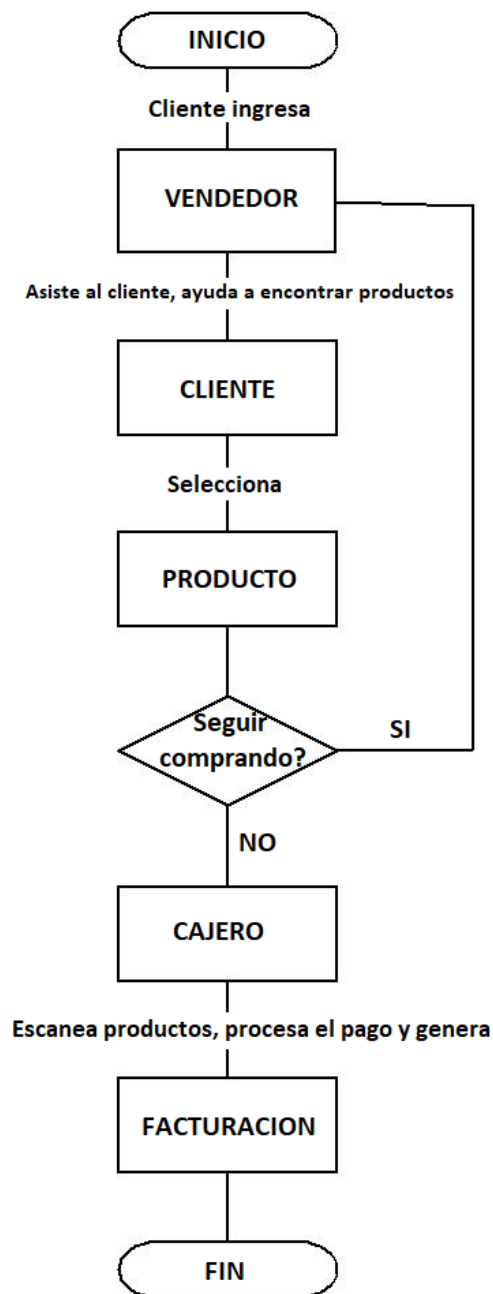 INICIO
Cliente ingresa
VENDEDOR
Asiste al cliente, ayuda a encontrar productos
CLIENTE
Selecciona
PRODUCTO
Seguir
comprando?
SI
NO
CAJERO
Escanea productos, procesa el pago y genera
FACTURACION
FIN